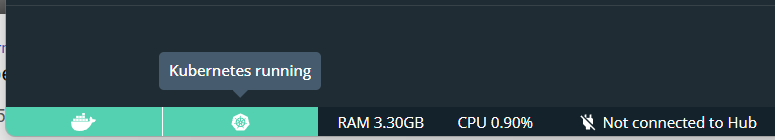 Kubernetes running
RAM 3.30GB CPU 0.90% Not connected to Hub